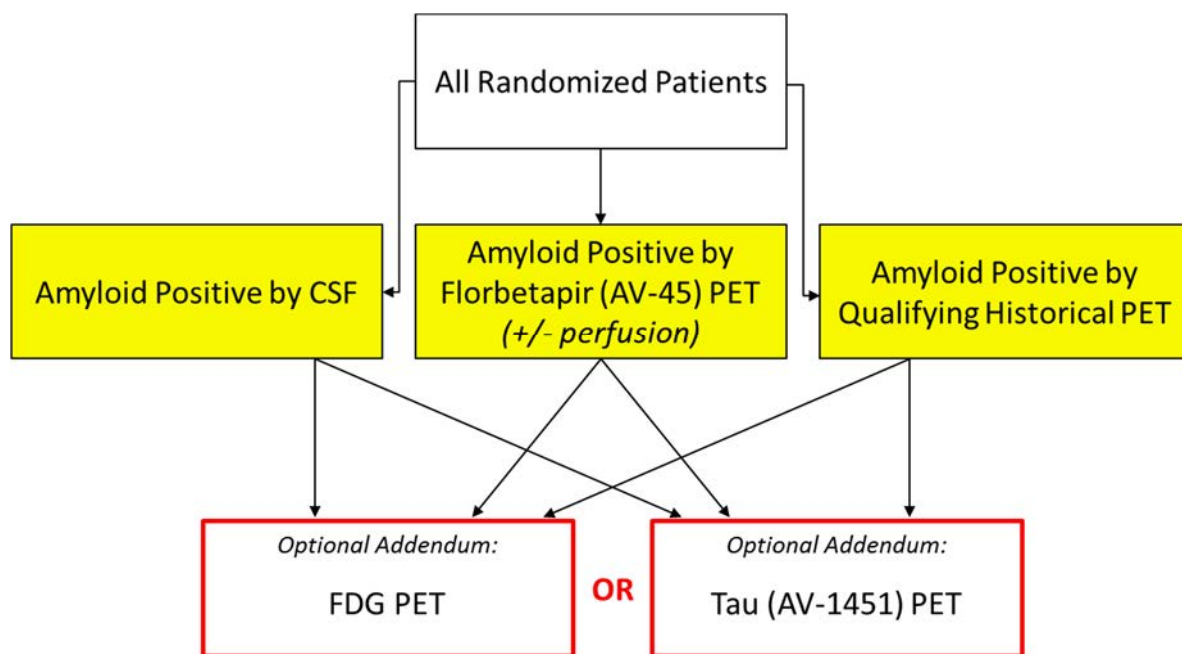 All Randomized Patients
Amyloid Positive by CSF
Amyloid Positive by
Florbetapir (AV-45) PET
(+/- perfusion)
Amyloid Positive by
Qualifying Historical PET
Optional Addendum:
FDG PET
OR
Optional Addendum:
Tau (AV-1451) PET